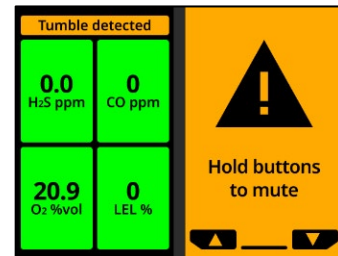 Tumble detected
0.0
H₂S ppm
0
CO ppm
20.9
O₂ %vol
0
LEL %
!
Hold buttons
to mute